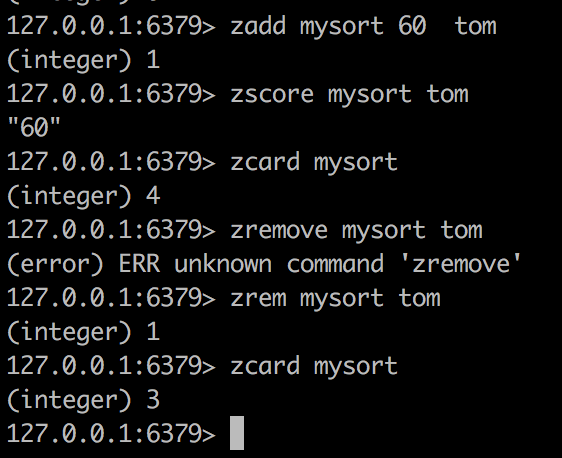 127.0.0.1:6379> zadd mysort 60  tom
(integer) 1
127.0.0.1:6379> zscore mysort tom
"60"
127.0.0.1:6379> zcard mysort
(integer) 4
127.0.0.1:6379> zremove mysort tom
(error) ERR unknown command 'zremove'
127.0.0.1:6379> zrem mysort tom
(integer) 1
127.0.0.1:6379> zcard mysort
(integer) 3
127.0.0.1:6379>